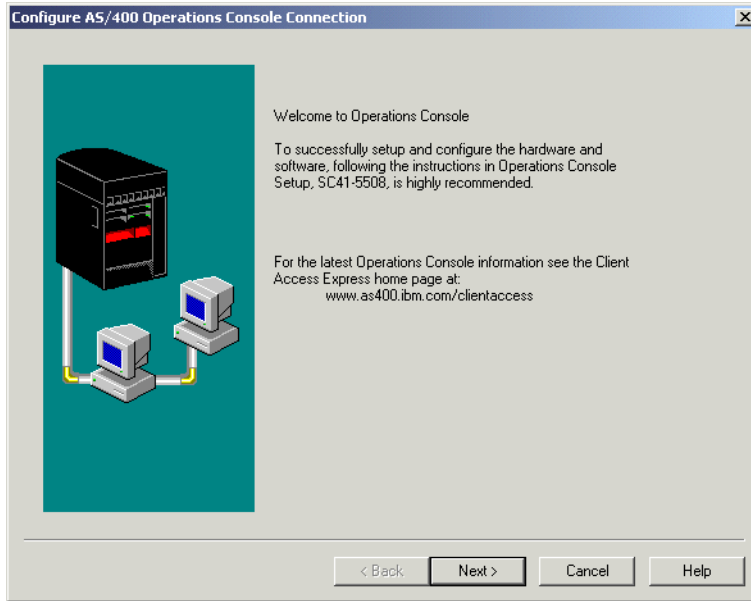 Configure AS/400 Operations Console Connection
Welcome to Operations Console
To successfully setup and configure the hardware and
software, following the instructions in Operations Console
Setup, SC41-5508, is highly recommended.
For the latest Operations Console information see the Client
Access Express home page at:
www.as400.ibm.com/clientaccess
< Back
Next >
Cancel
Help